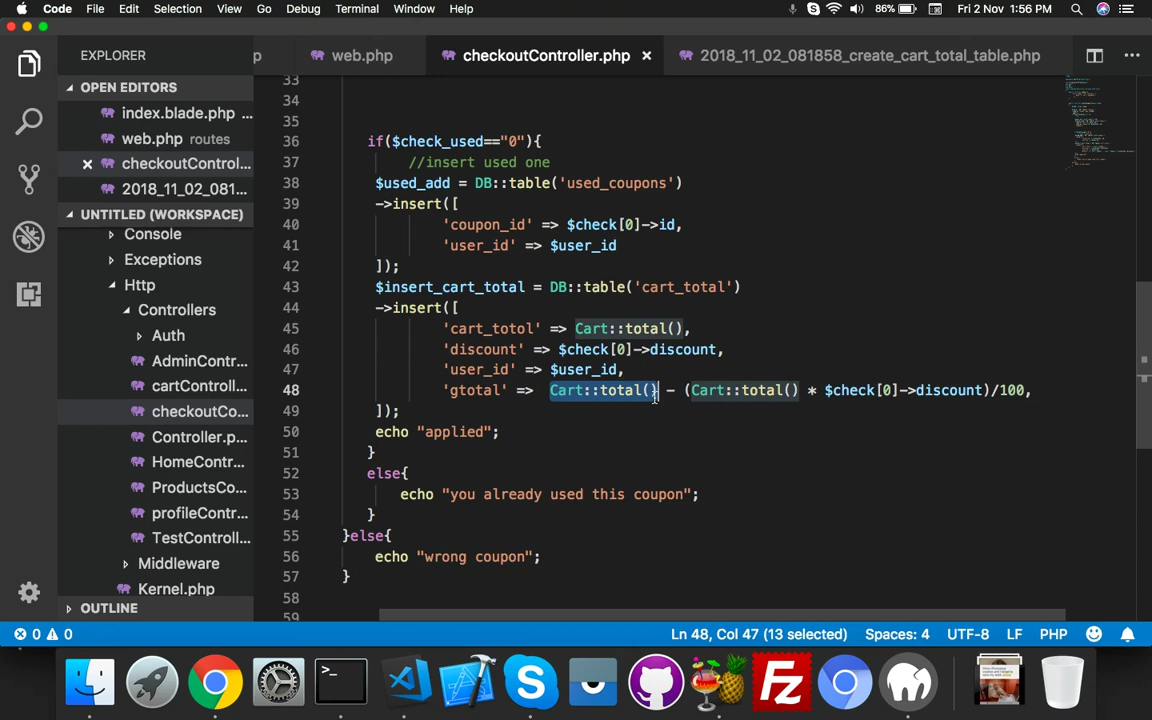 Code File Edit Selection View Go Debug Terminal Window Help 86% Fri 2 Nov 1:56 PM
EXPLORER p web.php checkoutController.php 2018_11_02_081858_create_cart_total_table.php
OPEN EDITORS
index.blade.php ...
web.php routes
checkoutControl...
2018_11_02_081...
UNTITLED (WORKSPACE)
Console
Exceptions
Http
Controllers
Auth
AdminContr...
cartControll...
checkoutCo...
Controller.p...
HomeContr...
ProductsCo...
profileContr...
TestControll...
Middleware
Kernel.php
OUTLINE
33
34
35
36 if($check_used=="0"){
37 //insert used one
38 $used_add = DB::table('used_coupons')
39 ->insert([
40 'coupon_id' => $check[0]->id,
41 'user_id' => $user_id
42 ]);
43 $insert_cart_total = DB::table('cart_total')
44 ->insert([
45 'cart_totol' => Cart::total(),
46 'discount' => $check[0]->discount,
47 'user_id' => $user_id,
48 'gtotal' => Cart::total() - (Cart::total() * $check[0]->discount)/100,
49 ]);
50 echo "applied";
51 }
52 else{
53 echo "you already used this coupon";
54 }
55 }else{
56 echo "wrong coupon";
57 }
58
59
0 0 Ln 48, Col 47 (13 selected) Spaces: 4 UTF-8 LF PHP